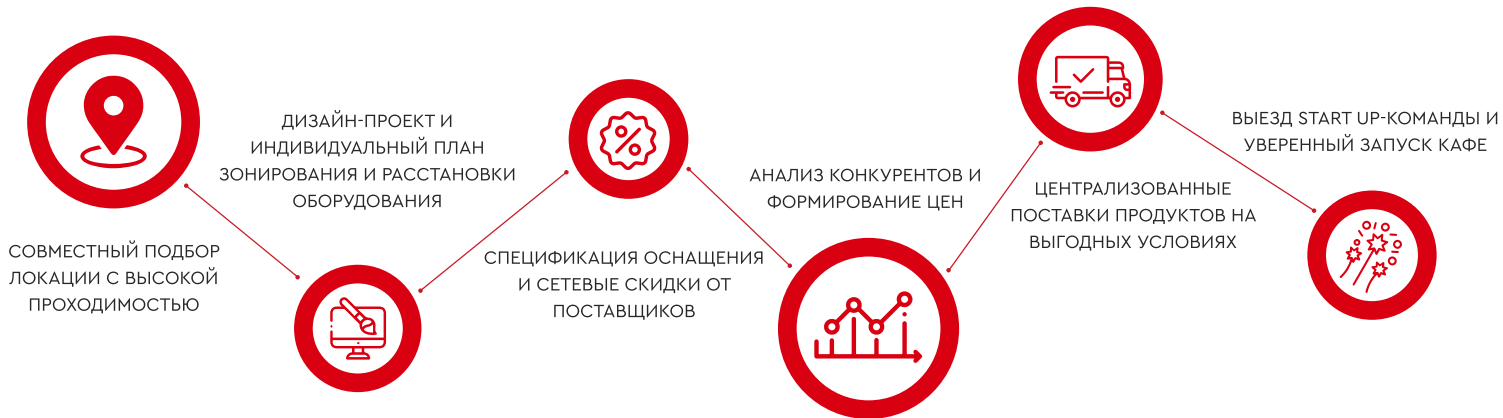 СОВМЕСТНЫЙ ПОДБОР
ЛОКАЦИИ С ВЫСОКОЙ
ПРОХОДИМОСТЬЮ
ДИЗАЙН-ПРОЕКТ И
ИНДИВИДУАЛЬНЫЙ ПЛАН
ЗОНИРОВАНИЯ И РАССТАНОВКИ
ОБОРУДОВАНИЯ
СПЕЦИФИКАЦИЯ ОСНАЩЕНИЯ
И СЕТЕВЫЕ СКИДКИ ОТ
ПОСТАВЩИКОВ
АНАЛИЗ КОНКУРЕНТОВ И
ФОРМИРОВАНИЕ ЦЕН
ЦЕНТРАЛИЗОВАННЫЕ
ПОСТАВКИ ПРОДУКТОВ НА
ВЫГОДНЫХ УСЛОВИЯХ
ВЫЕЗД START UP-КОМАНДЫ И
УВЕРЕННЫЙ ЗАПУСК КАФЕ